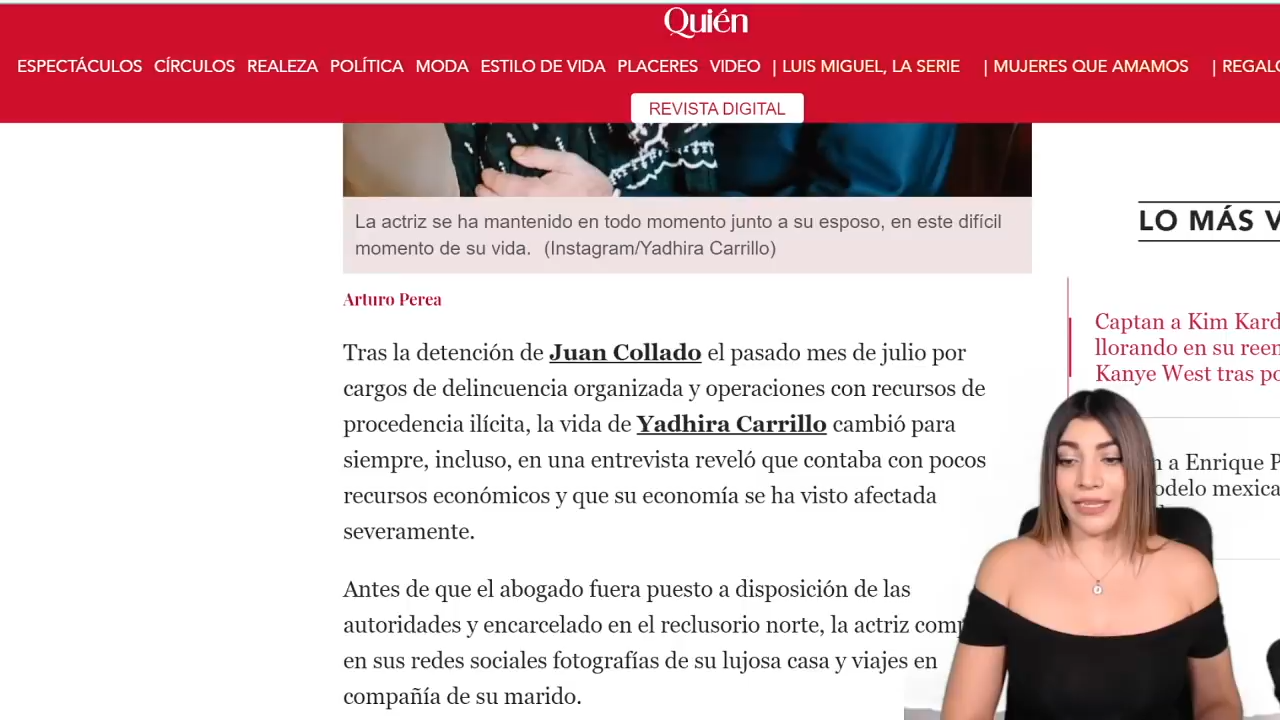 Quién
ESPECTÁCULOS CÍRCULOS REALEZA POLÍTICA MODA ESTILO DE VIDA PLACERES VIDEO | LUIS MIGUEL, LA SERIE | MUJERES QUE AMAMOS |
REVISTA DIGITAL
La actriz se ha mantenido en todo momento junto a su esposo, en este difícil
momento de su vida. (Instagram/Yadhira Carrillo)
Arturo Perea
Tras la detención de Juan Collado el pasado mes de julio por
cargos de delincuencia organizada y operaciones con recursos de
procedencia ilícita, la vida de Yadhira Carrillo cambió para
siempre, incluso, en una entrevista reveló que contaba con pocos
recursos económicos y que su economía se ha visto afectada
severamente.
Antes de que el abogado fuera puesto a disposición de las
autoridades y encarcelado en el reclusorio norte, la actriz
en sus redes sociales fotografías de su lujosa casa y viajes en
compañía de su marido.
LO MÁS
Captan a Kim
llorando en su
Kanye West tras
a Enrique